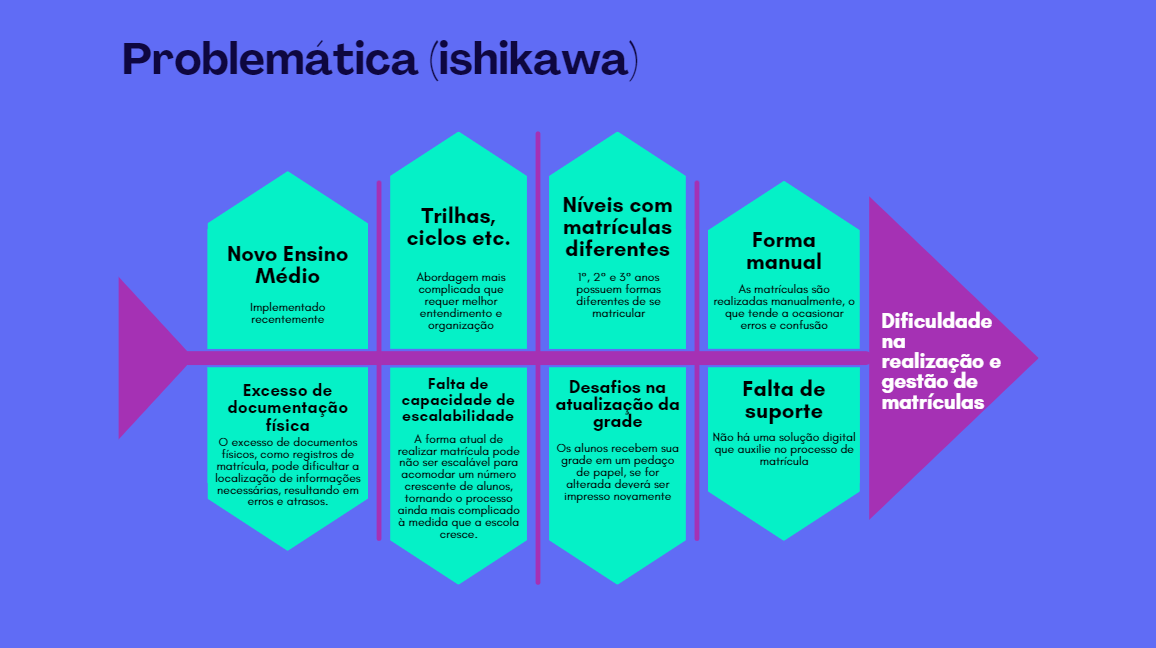 Problemática (ishikawa)
Novo Ensino
Médio
Implementado
recentemente
Trilhas,
ciclos etc.
Abordagem mais
complicada que
requer melhor
entendimento e
organização
Níveis com
matrículas
diferentes
1°, 2° e 3° anos
possuem formas
diferentes de se
matricular
Forma
manual
As matrículas são
realizadas manualmente, o
que tende a ocasionar
erros e confusão
Dificuldade
na
realização e
gestão de
matrículas
Excesso de
documentação
física
O excesso de documentos
físicos, como registros de
matrícula, pode dificultar a
localização de informações
necessárias, resultando em
erros e atrasos.
Falta de
capacidade de
escalabilidade
A forma atual de
realizar matrícula pode
não ser escalável para
acomodar um número
crescente de alunos,
tornando o processo
ainda mais complicado
à medida que a escola
cresce.
Desafios na
atualização da
grade
Os alunos recebem sua
grade em um pedaço
de papel, se for
alterada deverá ser
impresso novamente
Falta de
suporte
Não há uma solução digital
que auxilie no processo de
matrícula